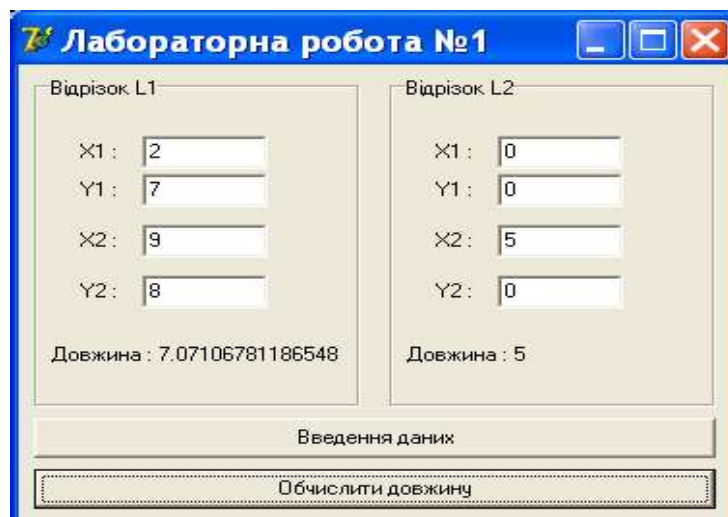 Лабораторна робота №1
Відрізок L1
X1 : 2
Y1 : 7
X2 : 9
Y2 : 8
Довжина : 7.07106781186548
Відрізок L2
X1 : 0
Y1 : 0
X2 : 5
Y2 : 0
Довжина : 5
Введення даних
Обчислити довжину